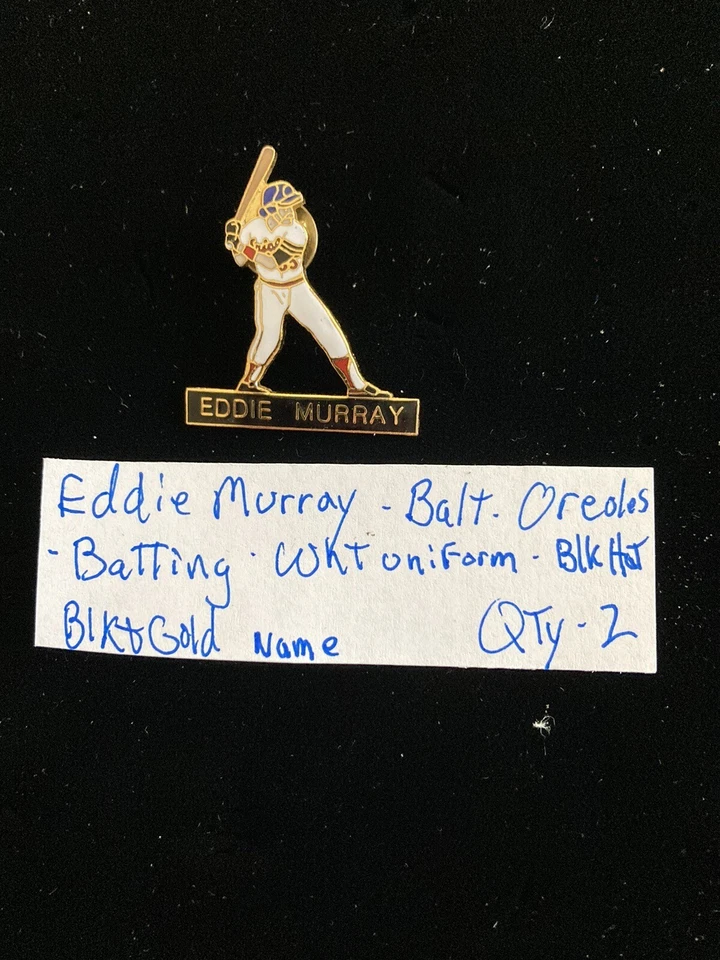 EDDIE MURRAY
Eddie Murray - Balt. Oreoles
- Batting - Wht uniform - Blk Hat
Blk & Gold Name QTy - 2